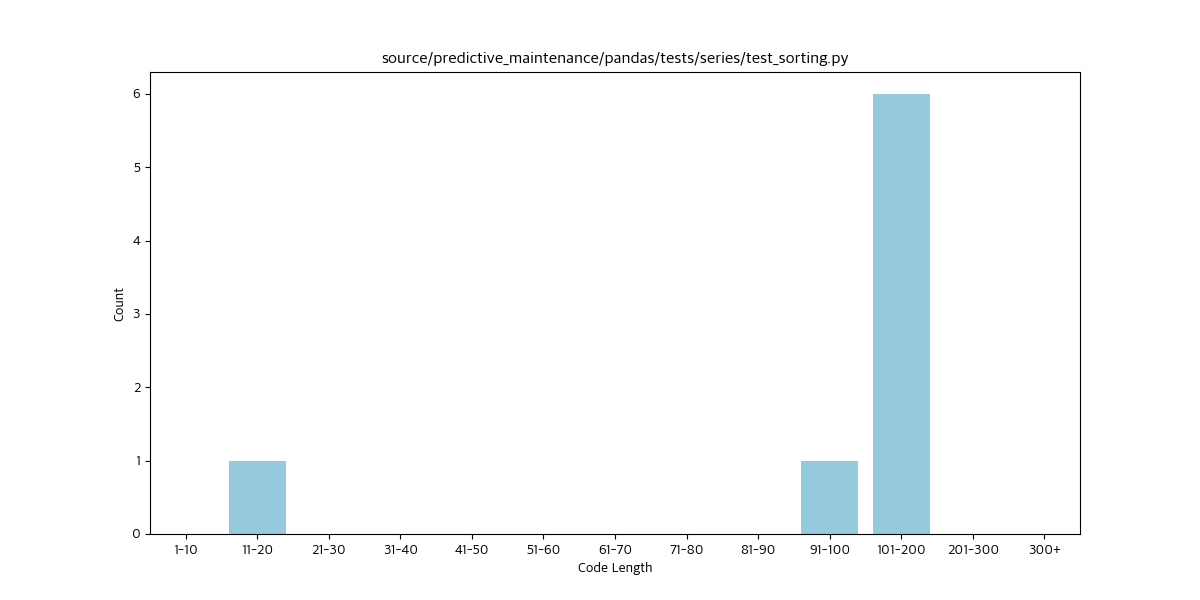 source/predictive_maintenance/pandas/tests/series/test_sorting.py
6
5
4
3
2
1
0
Count
1-10 11-20 21-30 31-40 41-50 51-60 61-70 71-80 81-90 91-100 101-200 201-300 300+
Code Length